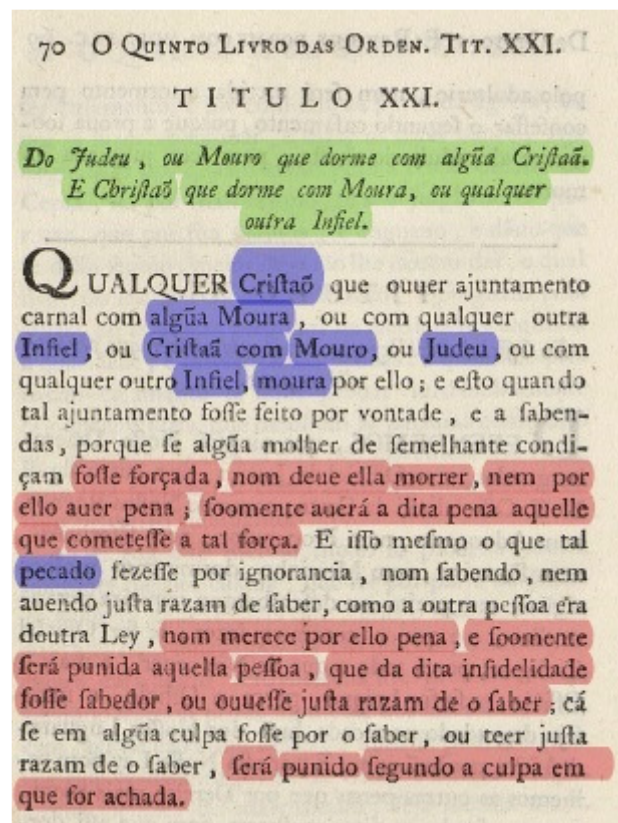 70 O QUINTO LIVRO DAS ORDEN. TIT. XXI.
TITULO XXI.
Do Judeu, ou Mouro que dorme com algũa Cristaã.
E Christaõ que dorme com Moura, ou qualquer
outra Infiel.
QUALQUER Cristaõ que ouuer ajuntamento
carnal com algũa Moura, ou com qualquer outra
Infiel, ou Cristaã com Mouro, ou Judeu, ou com
qualquer outro Infiel, moura por ello; e esto quando
tal ajuntamento fosse feito por vontade, e a saben-
das, porque se algũa molher de semelhante condi-
çam fosse forçada, nom deue ella morrer, nem por
ello auer pena; soomente auerá a dita pena aquelle
que cometesse a tal força. E isso mesmo o que tal
pecado fezesse por ignorancia, nom sabendo, nem
auendo justa razam de saber, como a outra pessoa era
doutra Ley, nom merece por ello pena, e soomente
será punida aquella pessoa, que da dita infidelidade
fosse sabedor, ou ouuesse justa razam de o saber; cá
se em algũa culpa fosse por o saber, ou teer justa
razam de o saber, será punido segundo a culpa em
que for achada.